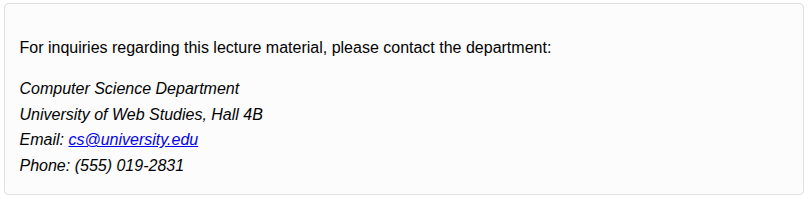 For inquiries regarding this lecture material, please contact the department:
Computer Science Department
University of Web Studies, Hall 4B
Email: cs@university.edu
Phone: (555) 019-2831